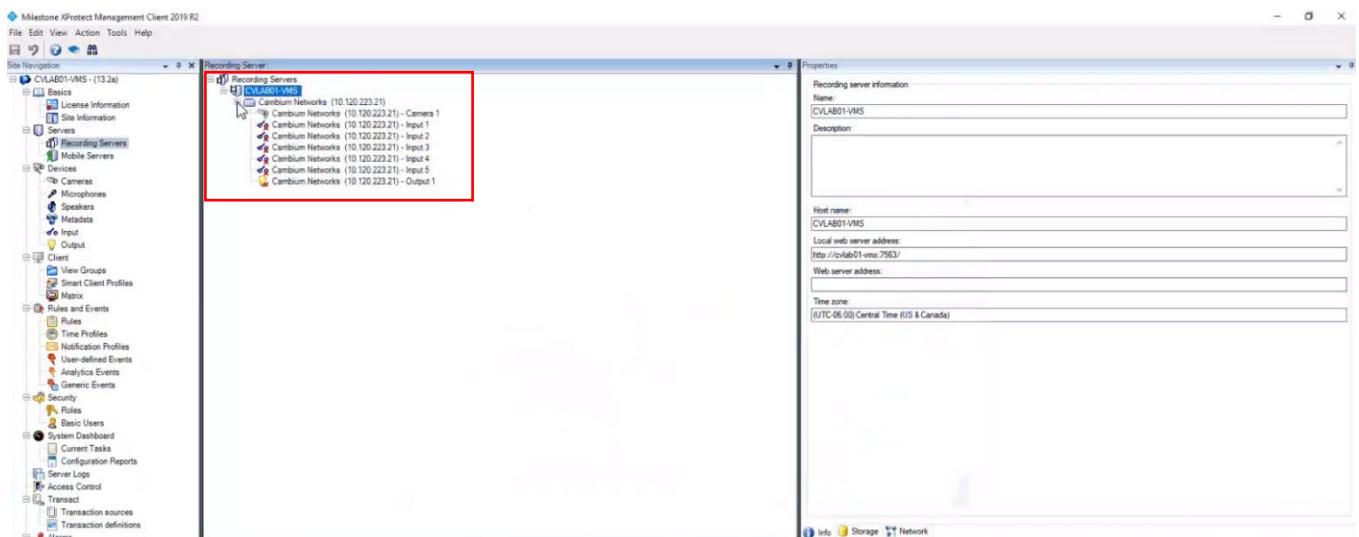 Milestone XProtect Management Client 2019 R2
File Edit View Action Tools Help
Site Navigation
CVLAB01-VMS - (13.2a)
Basics
License Information
Site Information
Servers
Recording Servers
Mobile Servers
Devices
Cameras
Microphones
Speakers
Metadata
Input
Output
Client
View Groups
Smart Client Profiles
Matrix
Rules and Events
Rules
Time Profiles
Notification Profiles
User-defined Events
Analytics Events
Generic Events
Security
Roles
Basic Users
System Dashboard
Current Tasks
Configuration Reports
Server Logs
Access Control
Transact
Transaction sources
Transaction definitions
Alarms
Recording Server
Recording Servers
CVLAB01-VMS
Cambium Networks (10.120.223.21)
Cambium Networks (10.120.223.21) - Camera 1
Cambium Networks (10.120.223.21) - Input 1
Cambium Networks (10.120.223.21) - Input 2
Cambium Networks (10.120.223.21) - Input 3
Cambium Networks (10.120.223.21) - Input 4
Cambium Networks (10.120.223.21) - Input 5
Cambium Networks (10.120.223.21) - Output 1
Properties
Recording server information
Name:
CVLAB01-VMS
Description:
Host name:
CVLAB01-VMS
Local web server address:
http://cvlab01-vms:7563/
Web server address:
Time zone:
(UTC-06:00) Central Time (US & Canada)
Info Storage Network